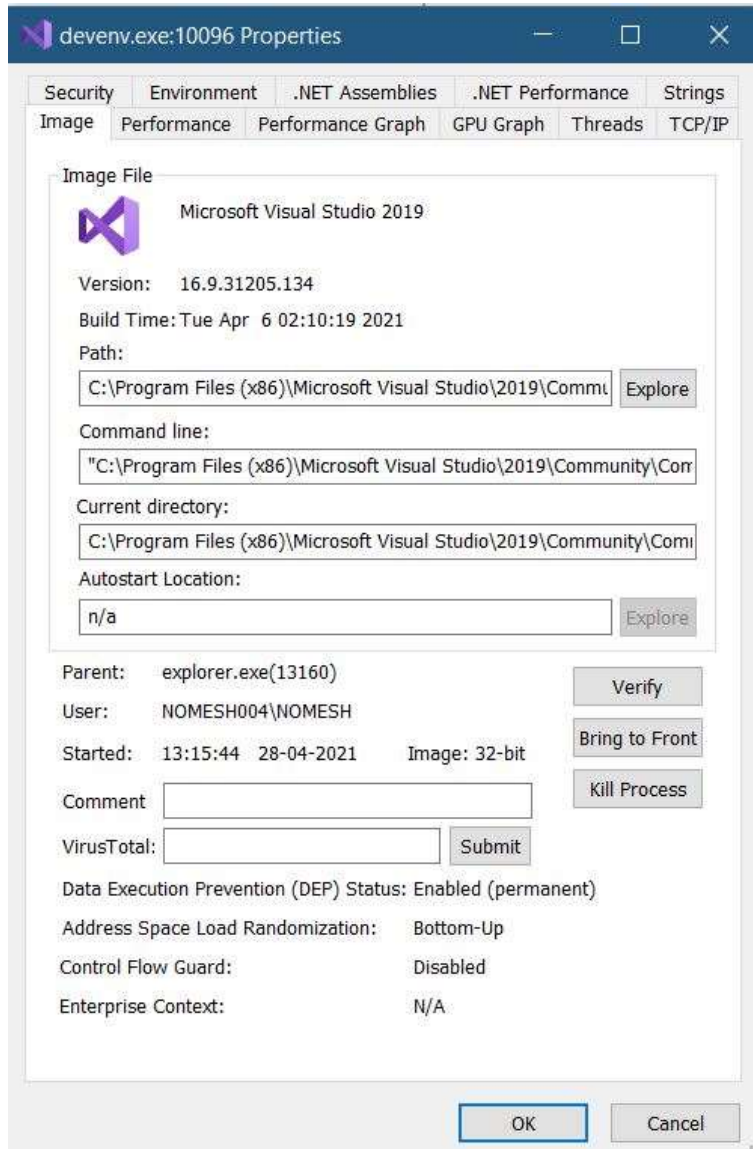 devenv.exe:10096 Properties
Security Environment .NET Assemblies .NET Performance Strings
Image Performance Performance Graph GPU Graph Threads TCP/IP
Image File
Microsoft Visual Studio 2019
Version: 16.9.31205.134
Build Time: Tue Apr 6 02:10:19 2021
Path:
C:\Program Files (x86)\Microsoft Visual Studio\2019\Commu Explore
Command line:
"C:\Program Files (x86)\Microsoft Visual Studio\2019\Community\Com
Current directory:
C:\Program Files (x86)\Microsoft Visual Studio\2019\Community\Com
Autostart Location:
n/a Explore
Parent: explorer.exe(13160)
Verify
User: NOMESH004\NOMESH
Bring to Front
Started: 13:15:44 28-04-2021 Image: 32-bit
Kill Process
Comment
VirusTotal: Submit
Data Execution Prevention (DEP) Status: Enabled (permanent)
Address Space Load Randomization: Bottom-Up
Control Flow Guard: Disabled
Enterprise Context: N/A
OK Cancel